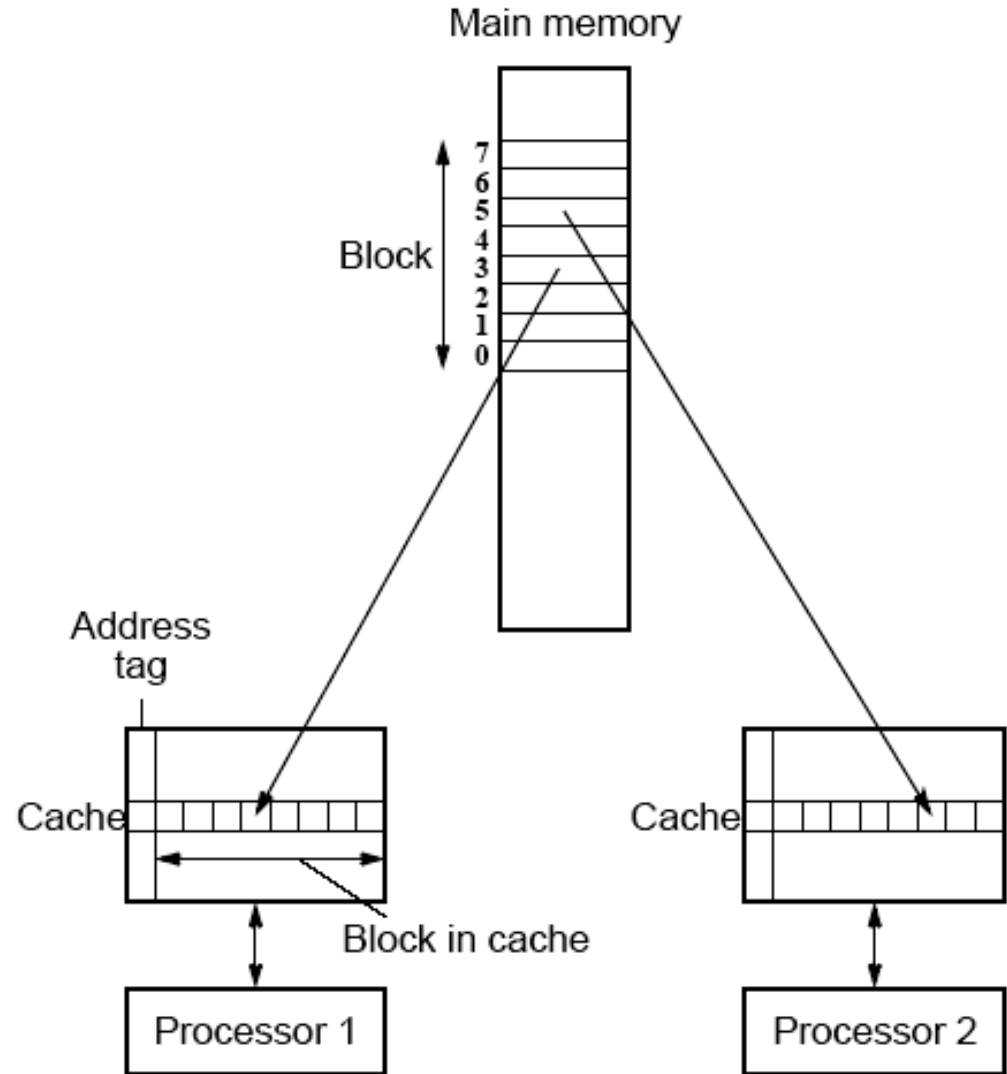 Main memory
7
6
5
Block
4
3
2
1
0
Address
tag
Cache
Cache
Block in cache
Processor 1
Processor 2